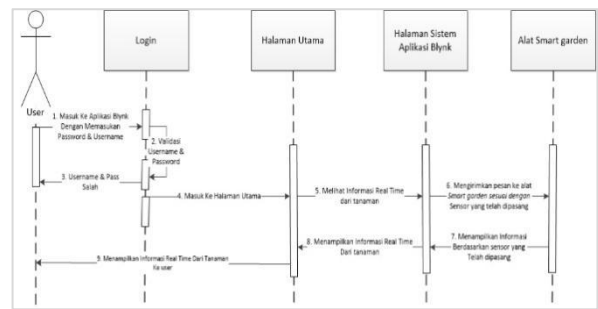 Login
Halaman Utama
Halaman Sistem
Aplikasi Blynk
Alat Smart garden
User
1. Masuk Ke Aplikasi Blynk
Dengan Memasukan
Password & Username
2. Validasi
Username &
Password
3. Username & Pass
Salah
4. Masuk Ke Halaman Utama
5. Melihat Informasi Real Time
dari tanaman
6. Mengirimkan pesan ke alat
Smart garden sesuai dengan
Sensor yang telah dipasang
7. Menampilkan Informasi
Berdasarkan sensor yang
Telah dipasang
8. Menampilkan Informasi Real Time
Dari tanaman
9. Menampilkan Informasi Real Time Dari Tanaman
Ke user